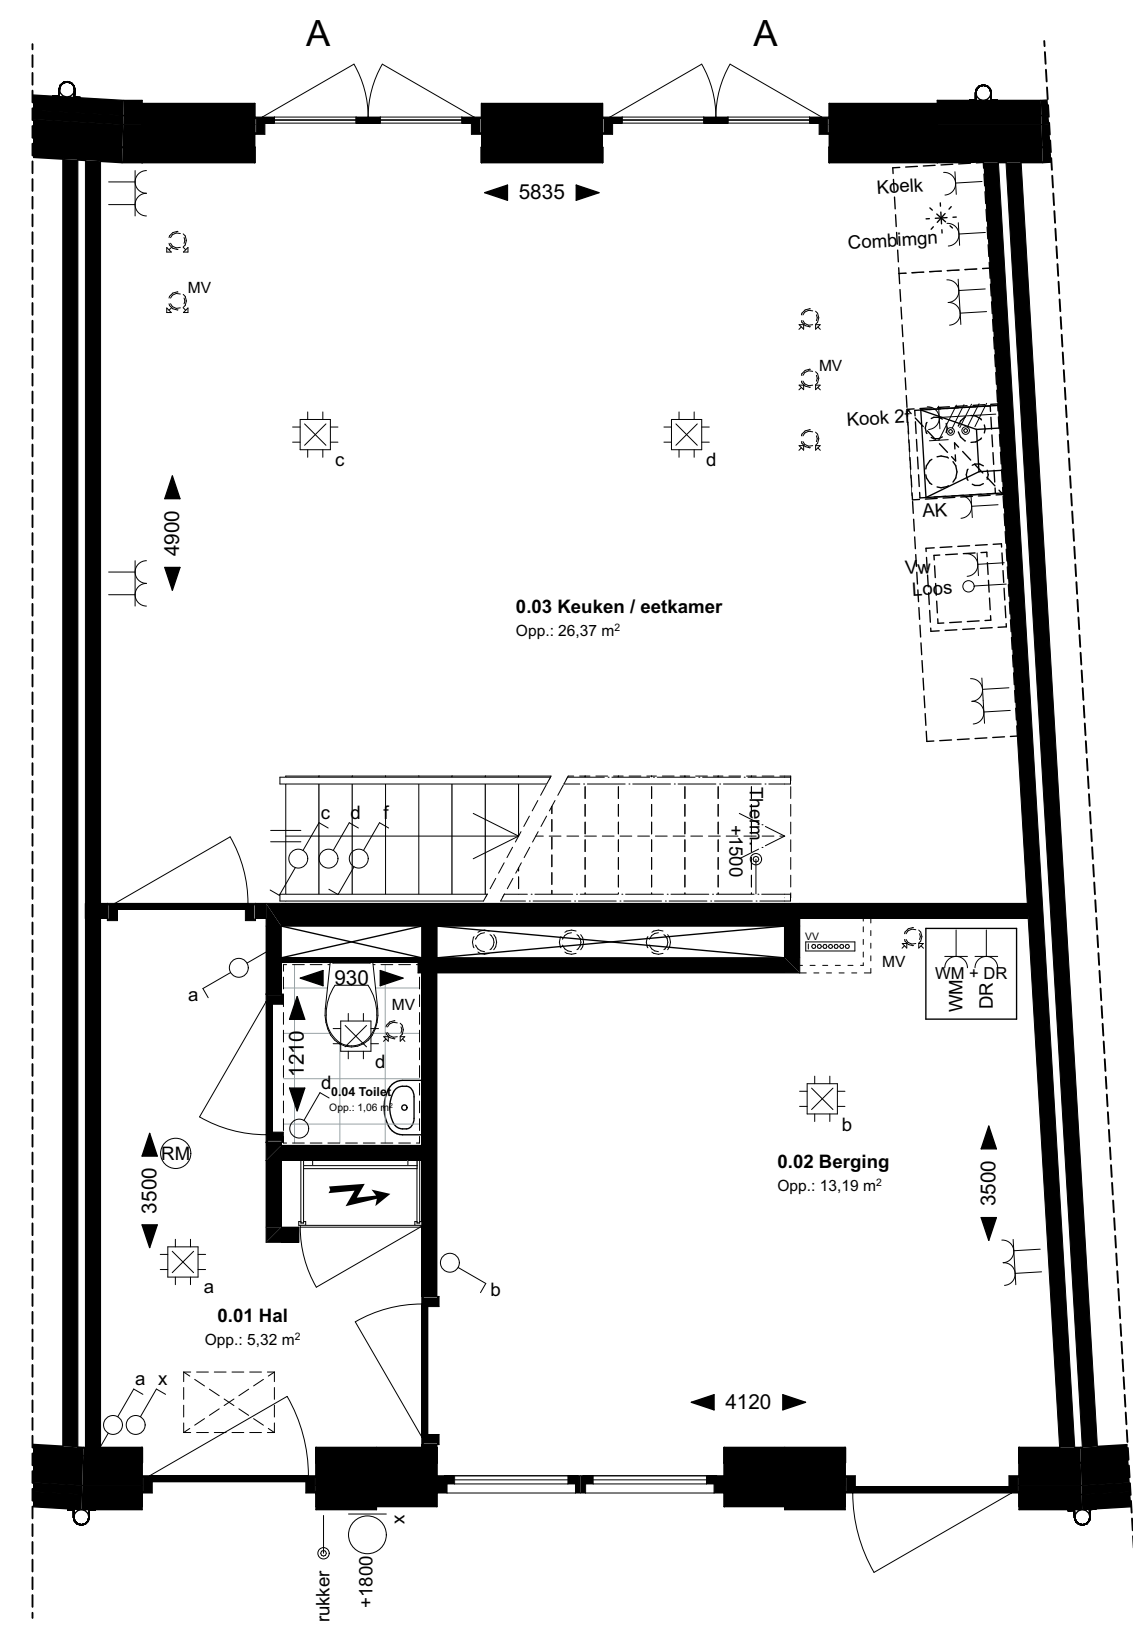 A
A
5835
Koelk
Combimgn
MV
MV
Kook 2f
c
d
4900
AK
Vw
Loos
0.03 Keuken / eetkamer
Opp.: 26,37 m²
c
d
f
Therm.
+1500
vv
MV
WM + DR
WM
DR
a
930
MV
1210
d
d
0.04 Toilet
Opp.: 1,06 m²
b
RM
3500
0.02 Berging
Opp.: 13,19 m²
3500
a
b
0.01 Hal
Opp.: 5,32 m²
a
x
4120
x
rukker
+1800